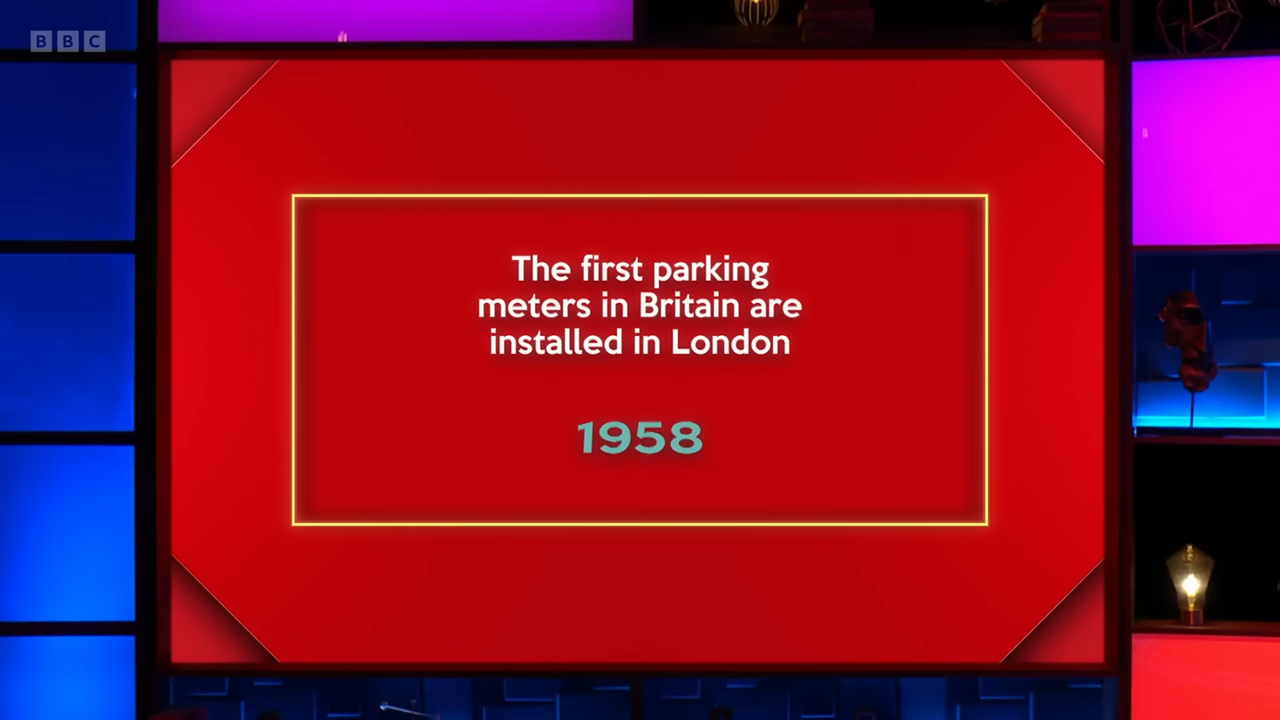 BBC
The first parking
meters in Britain are
installed in London
1958